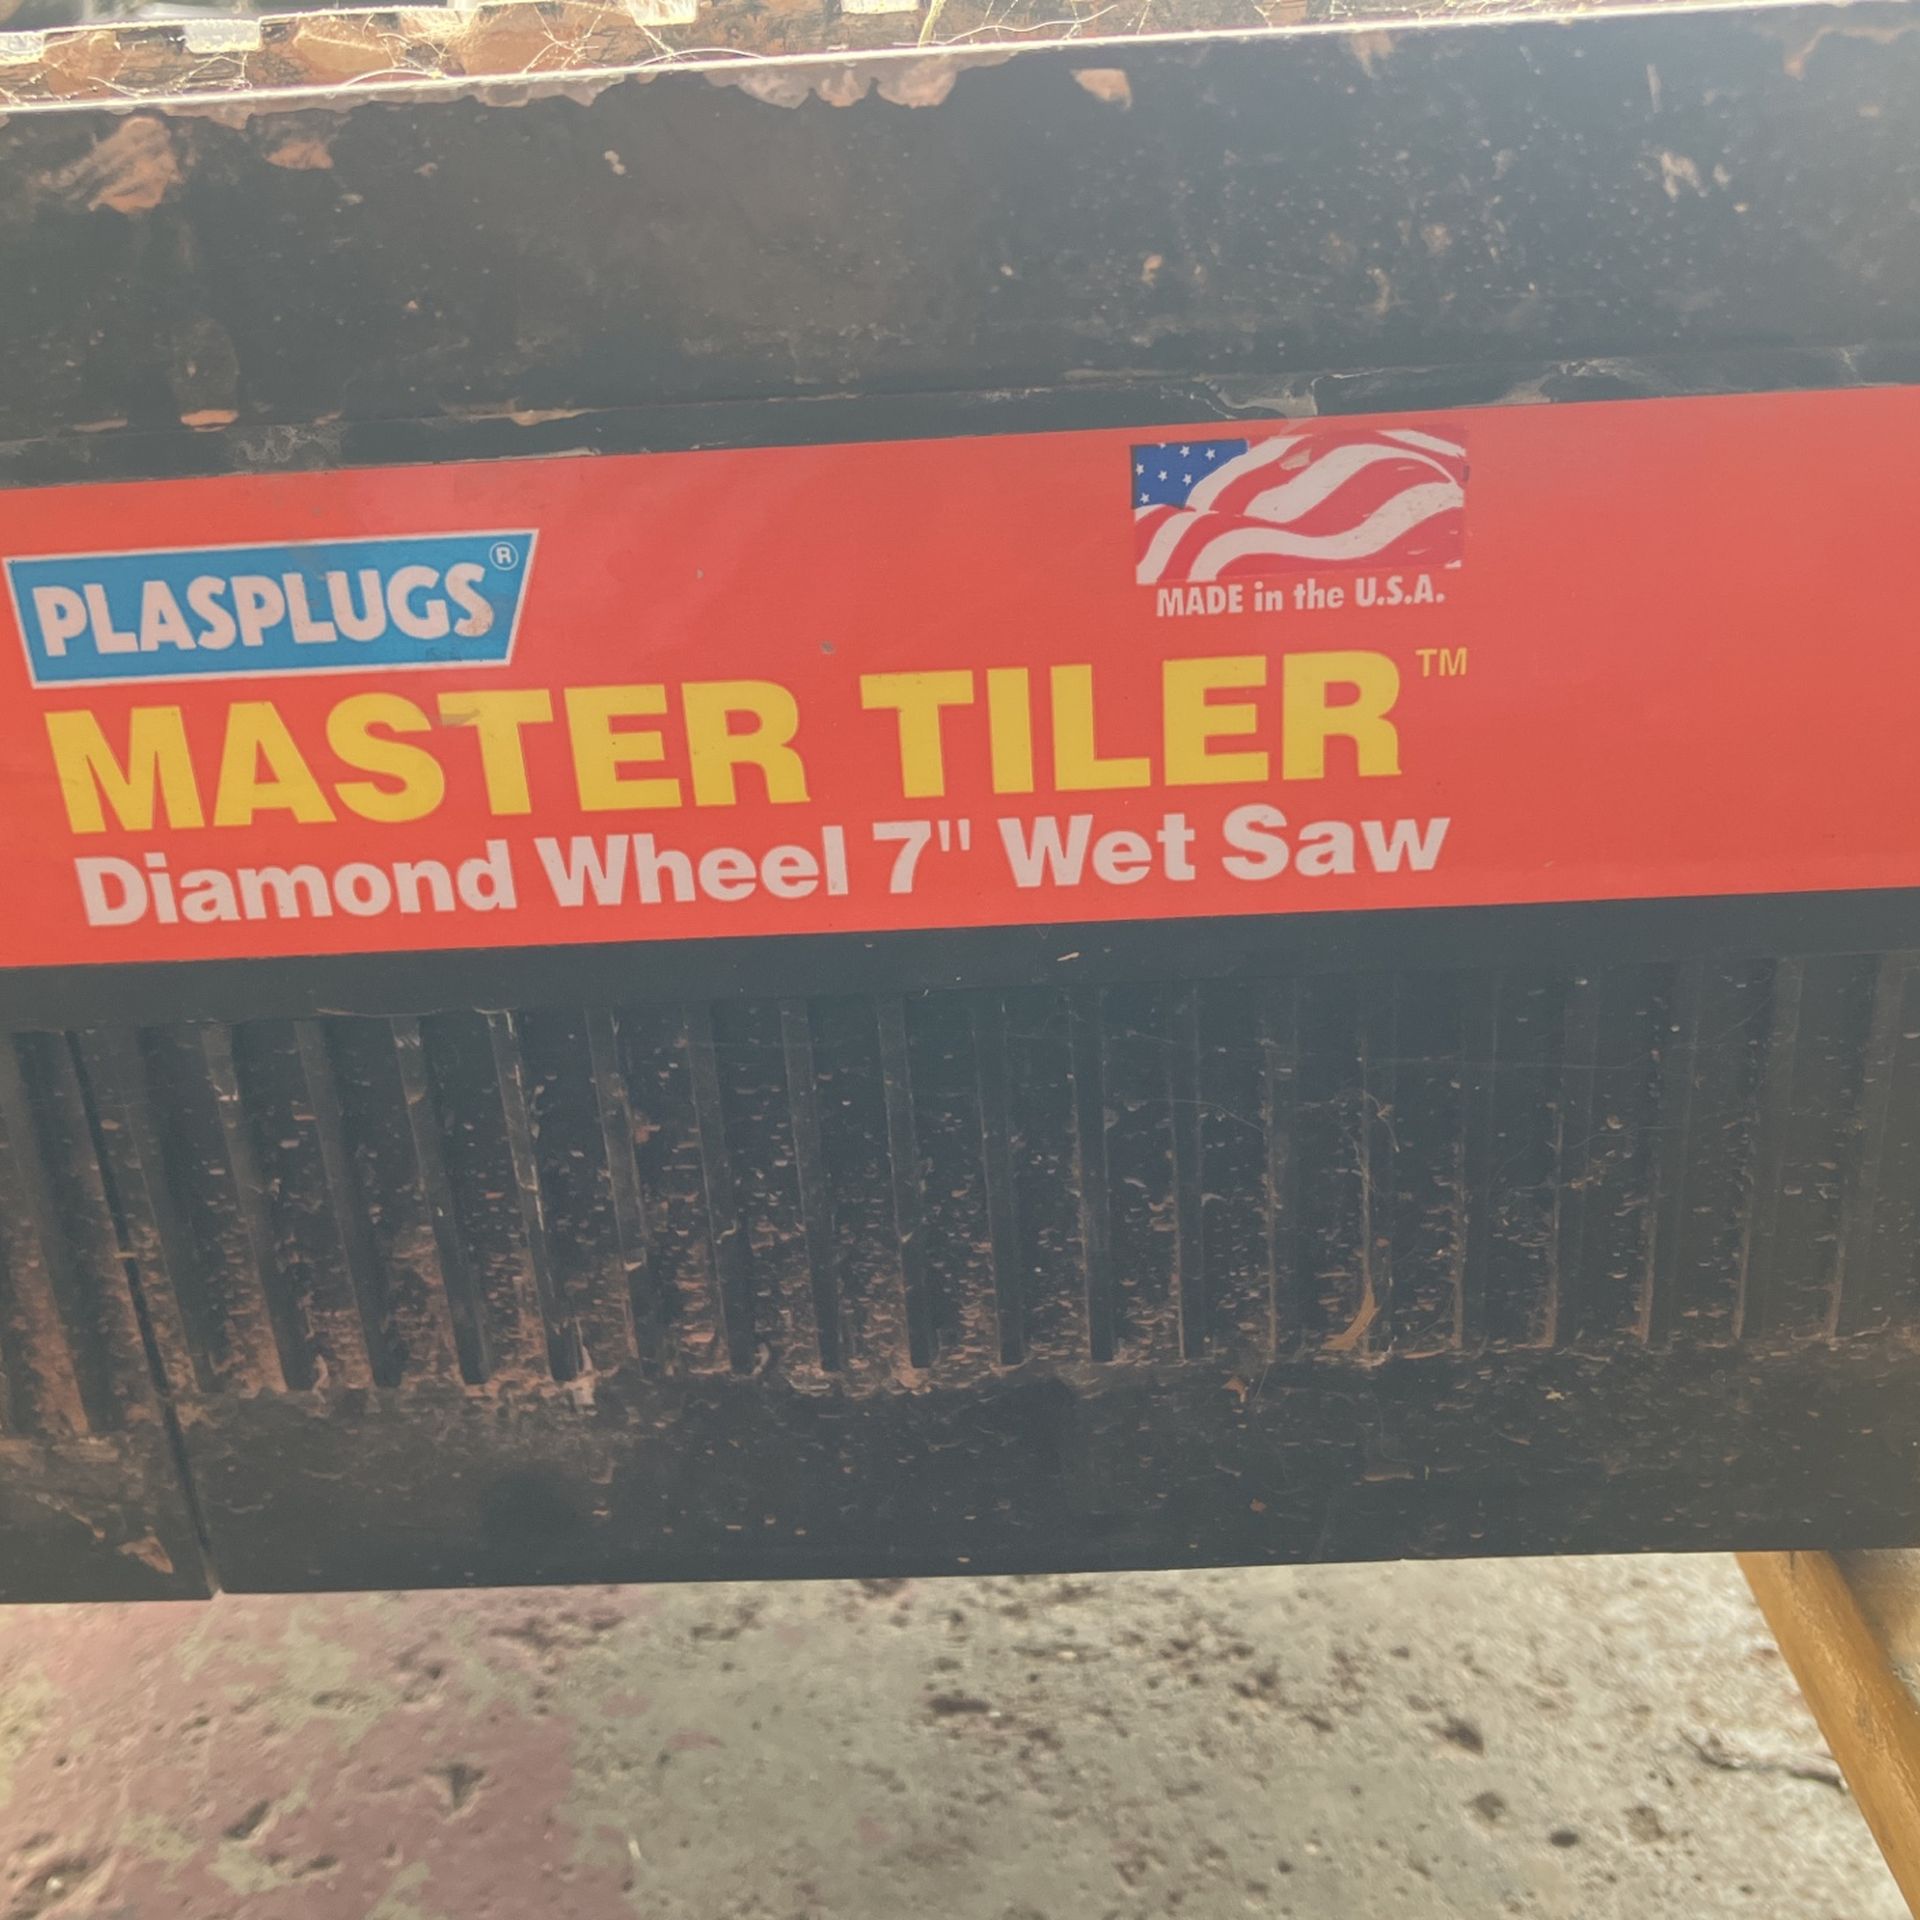 PLASPLUGS®
MADE in the U.S.A.
MASTER TILER™
Diamond Wheel 7" Wet Saw